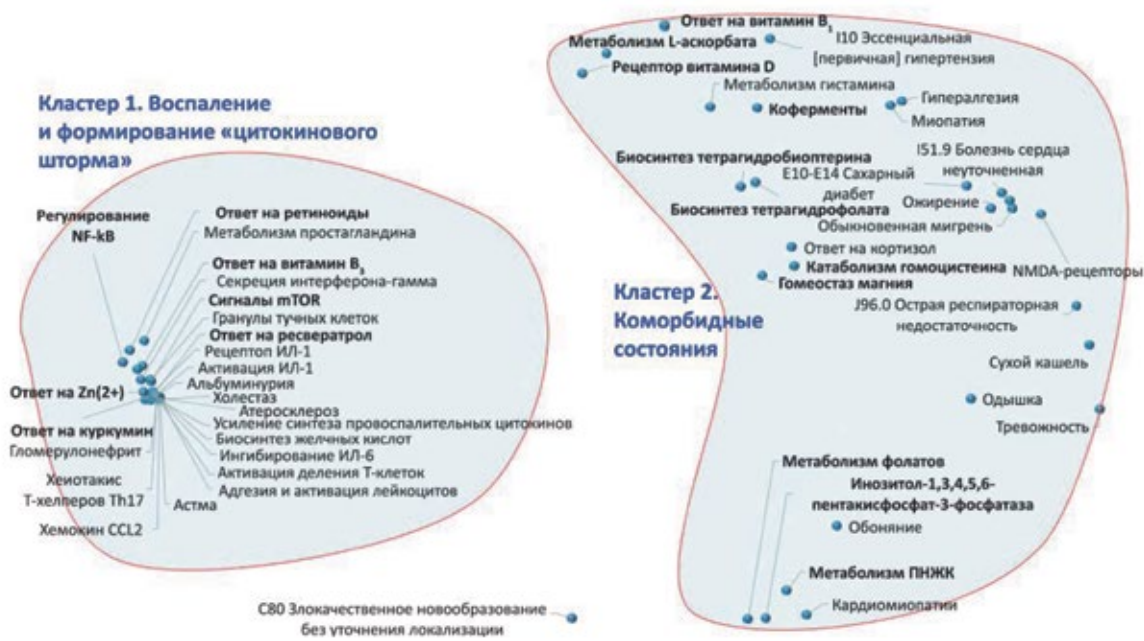 Кластер 1. Воспаление
и формирование «цитокинового
шторма»
Регулирование
NF-kB
Ответ на ретиноиды
Метаболизм простагландина
Ответ на витамин B3
Секреция интерферона-гамма
Сигналы mTOR
Гранулы тучных клеток
Ответ на ресвератрол
Рецептоп ИЛ-1
Активация ИЛ-1
Альбуминурия
Ответ на Zn(2+)
Холестаз
Атеросклероз
Усиление синтеза провоспалительных цитокинов
Ответ на куркумин
Биосинтез желчных кислот
Гломерулонефрит
Ингибирование ИЛ-6
Активация деления Т-клеток
Хеиотакис
Т-хелперов Th17
Адгезия и активация лейкоцитов
Астма
Хемокин CCL2
Ответ на витамин B1
Метаболизм L-аскорбата
I10 Эссенциальная
[первичная] гипертензия
Рецептор витамина D
Метаболизм гистамина
Коферменты
Гипералгезия
Миопатия
Биосинтез тетрагидробиоптерина
I51.9 Болезнь сердца
неуточненная
E10-E14 Сахарный
диабет
Ожирение
Биосинтез тетрагидрофолата
Обыкновенная мигрень
Ответ на кортизол
Катаболизм гомоцистеина
NMDA-рецепторы
Гомеостаз магния
Кластер 2.
Коморбидные
состояния
J96.0 Острая респираторная
недостаточность
Сухой кашель
Одышка
Тревожность
Метаболизм фолатов
Инозитол-1,3,4,5,6-
пентакисфосфат-3-фосфатаза
Обоняние
Метаболизм ПНЖК
Кардиомиопатии
C80 Злокачественное новообразование
без уточнения локализации